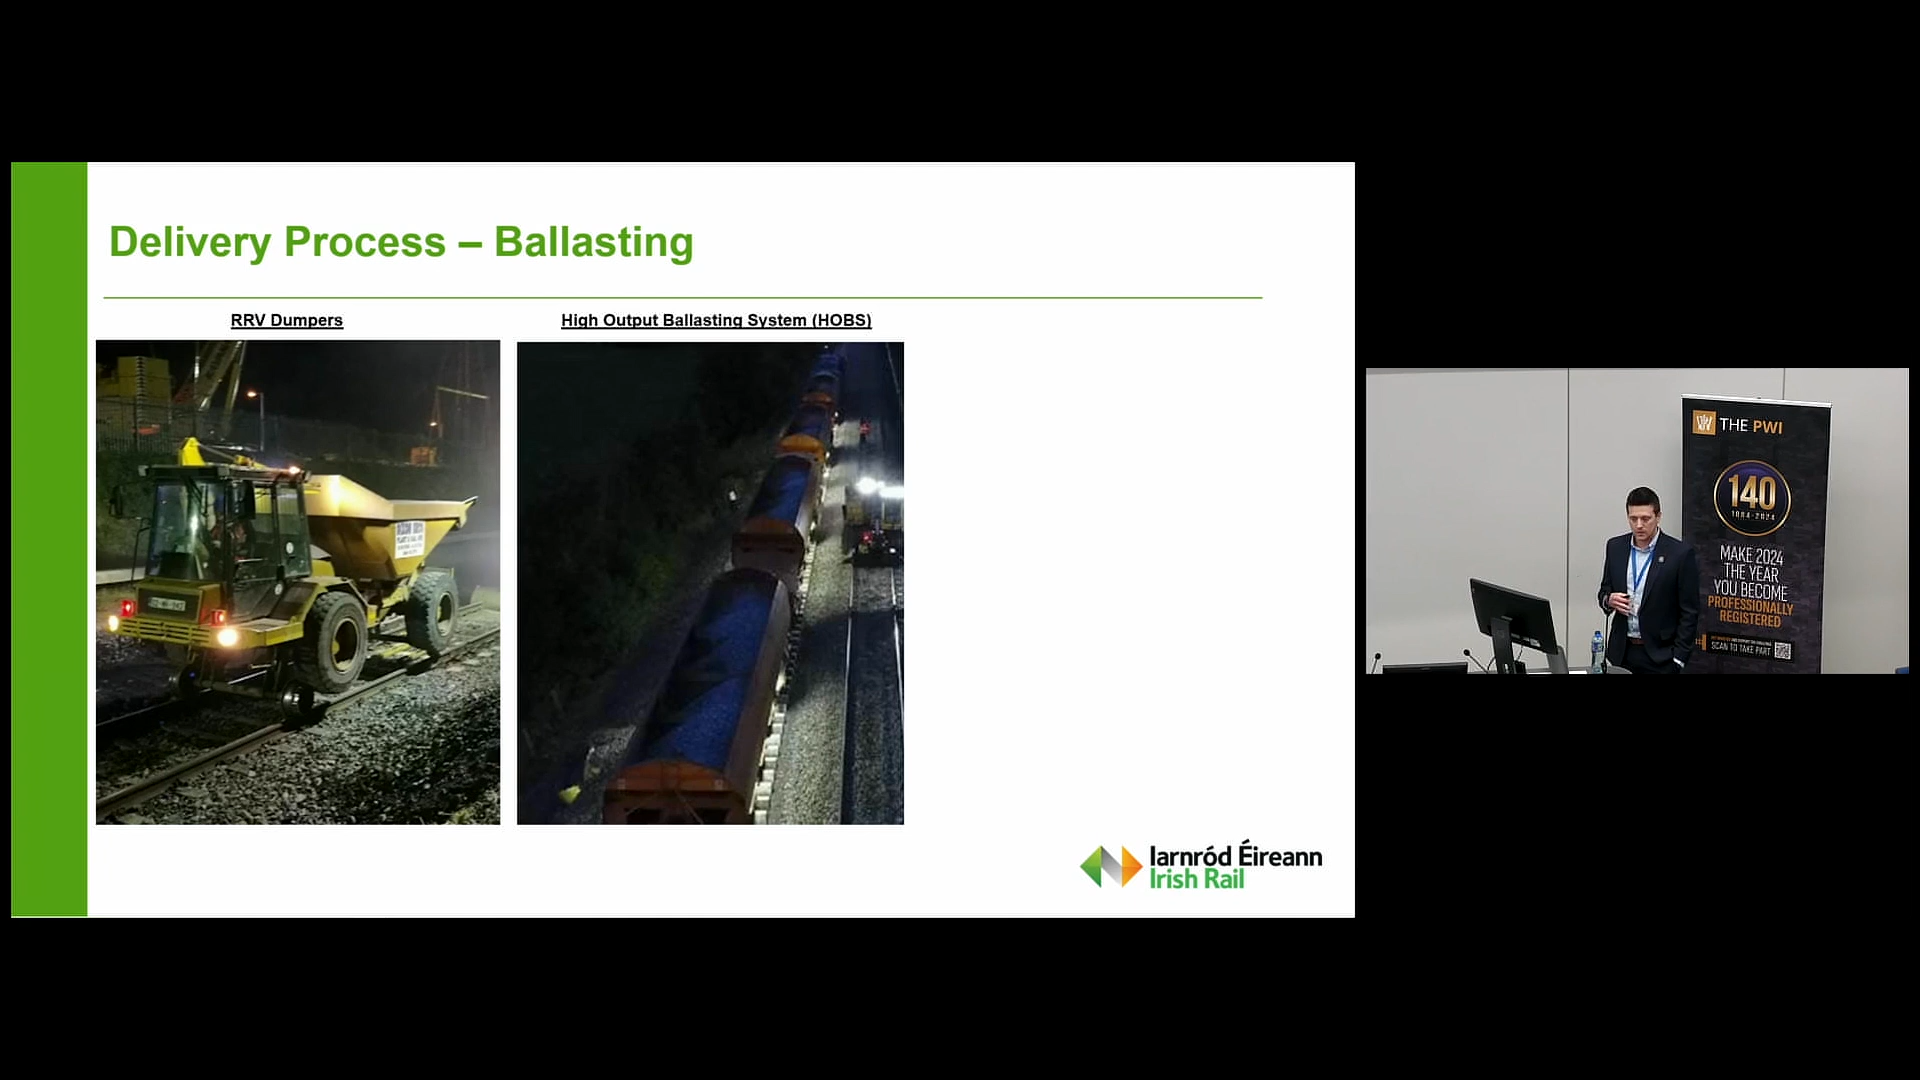 Delivery Process – Ballasting
RRV Dumpers
High Output Ballasting System (HOBS)
Iarnród Éireann
Irish Rail
THE PWI
140
1884-2024
MAKE 2024
THE YEAR
YOU BECOME
PROFESSIONALLY
REGISTERED
SCAN TO TAKE PART